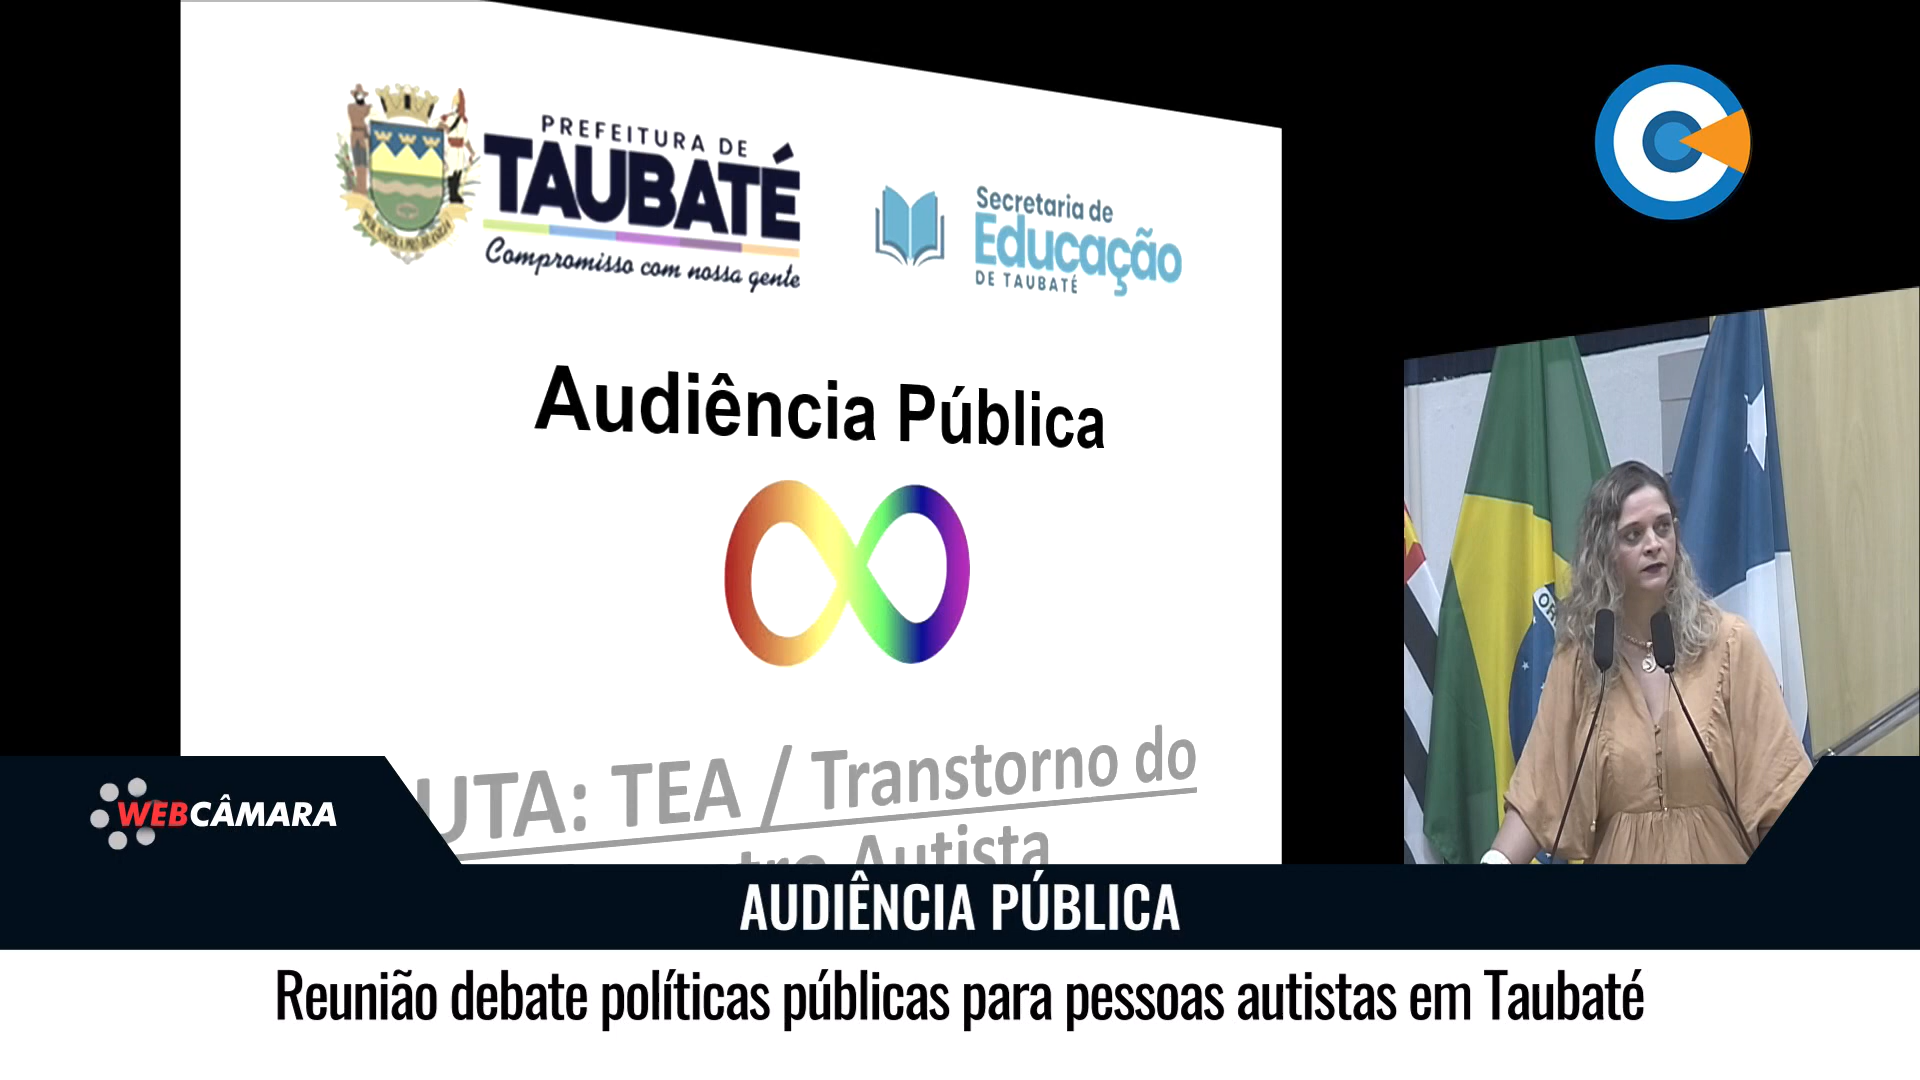 PREFEITURA DE
TAUBATÉ
Compromisso com nossa gente
Secretaria de
Educação
DE TAUBATÉ
Audiência Pública
UTA: TEA / Transtorno do
tro Autista
WEBCÂMARA
AUDIÊNCIA PÚBLICA
Reunião debate políticas públicas para pessoas autistas em Taubaté